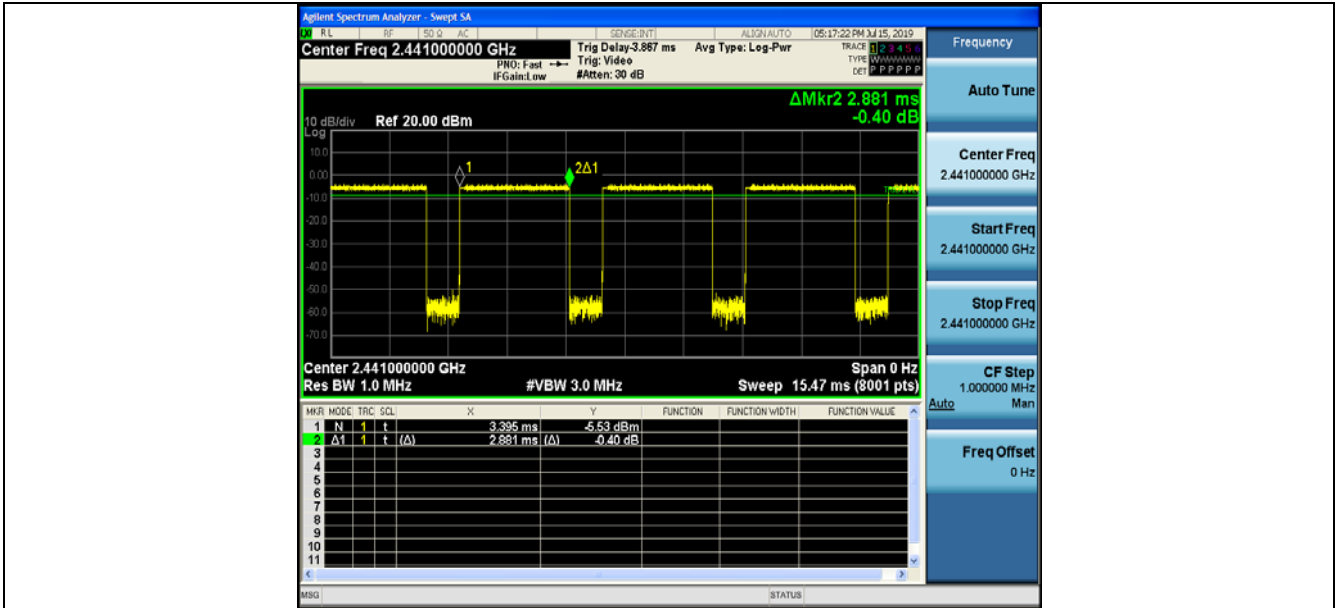 Agilent Spectrum Analyzer - Swept SA
RL RF 50 Ω AC SENSE:INT ALIGN AUTO 05:17:22 PM Jul 15, 2019
Center Freq 2.441000000 GHz
PNO: Fast
IFGain:Low
Trig Delay-3.867 ms
Trig: Video
#Atten: 30 dB
Avg Type: Log-Pwr
TRACE 1 2 3 4 5 6
TYPE WWWWWW
DET P P P P P P
ΔMkr2 2.881 ms
-0.40 dB
10 dB/div Ref 20.00 dBm
Log
10.0
0.00
-10.0
-20.0
-30.0
-40.0
-50.0
-60.0
-70.0
1
2Δ1
Center 2.441000000 GHz Span 0 Hz
Res BW 1.0 MHz #VBW 3.0 MHz Sweep 15.47 ms (8001 pts)
MKR MODE TRC SCL X Y FUNCTION FUNCTION WIDTH FUNCTION VALUE
1 N 1 t 3.395 ms -5.53 dBm
2 Δ1 1 t (Δ) 2.881 ms (Δ) -0.40 dB
3
4
5
6
7
8
9
10
11
MSG STATUS
Frequency
Auto Tune
Center Freq
2.441000000 GHz
Start Freq
2.441000000 GHz
Stop Freq
2.441000000 GHz
CF Step
1.000000 MHz
Auto Man
Freq Offset
0 Hz